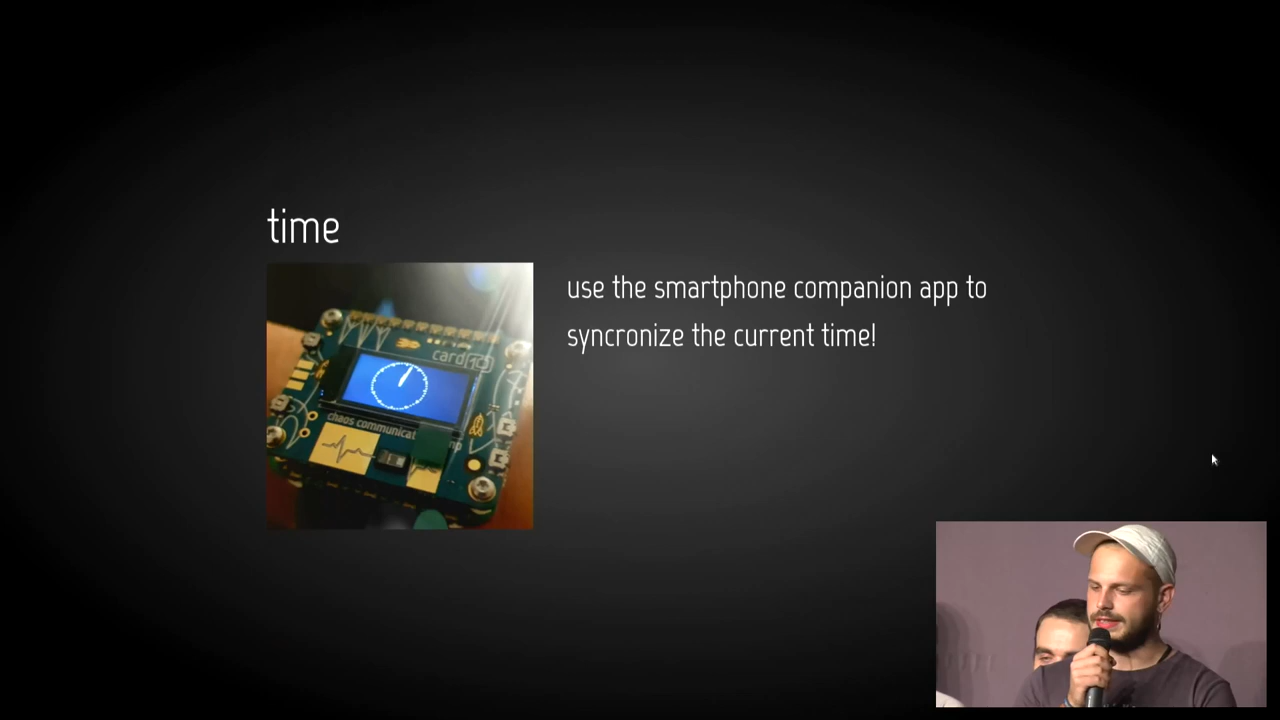 time
use the smartphone companion app to
syncronize the current time!
card10
chaos communicat